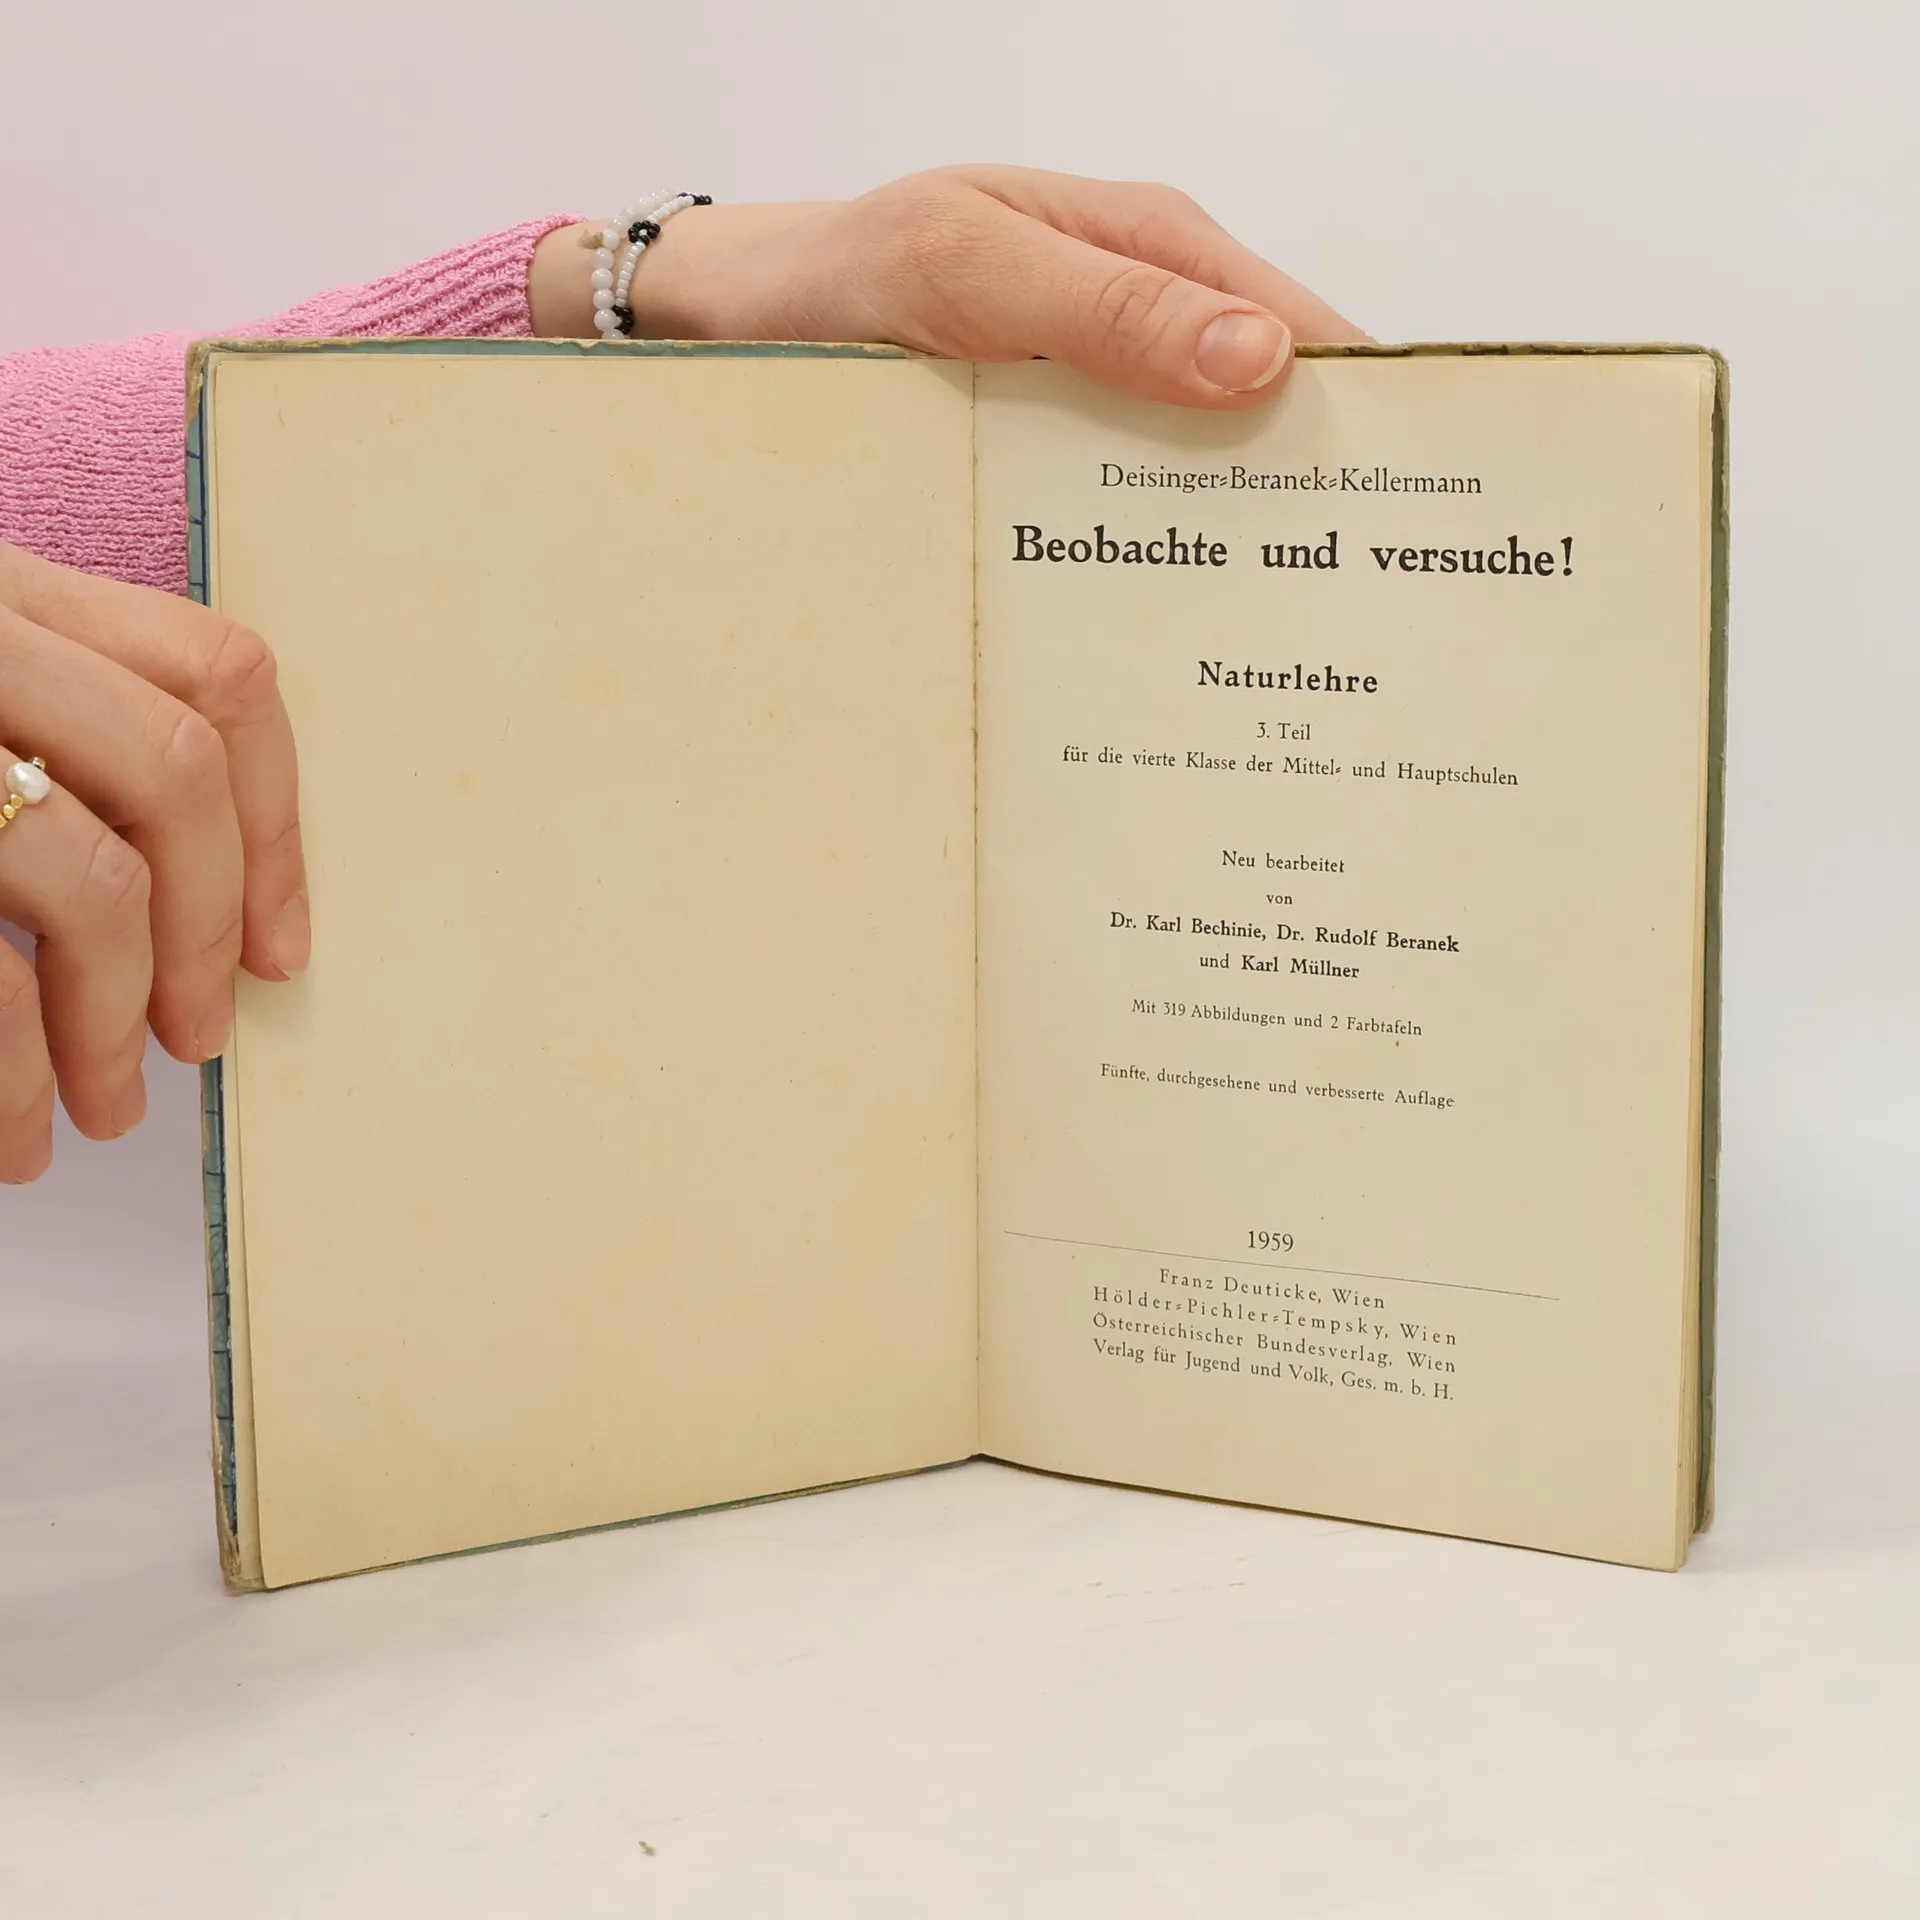 Deisinger-Beranek-Kellermann
Beobachte und versuche!
Naturlehre
3. Teil
für die vierte Klasse der Mittel- und Hauptschulen
Neu bearbeitet
von
Dr. Karl Bechinie, Dr. Rudolf Beranek
und Karl Müllner
Mit 319 Abbildungen und 2 Farbtafeln
Fünfte, durchgesehene und verbesserte Auflage
1959
Franz Deuticke, Wien
Hölder-Pichler-Tempsky, Wien
Österreichischer Bundesverlag, Wien
Verlag für Jugend und Volk, Ges. m. b. H.